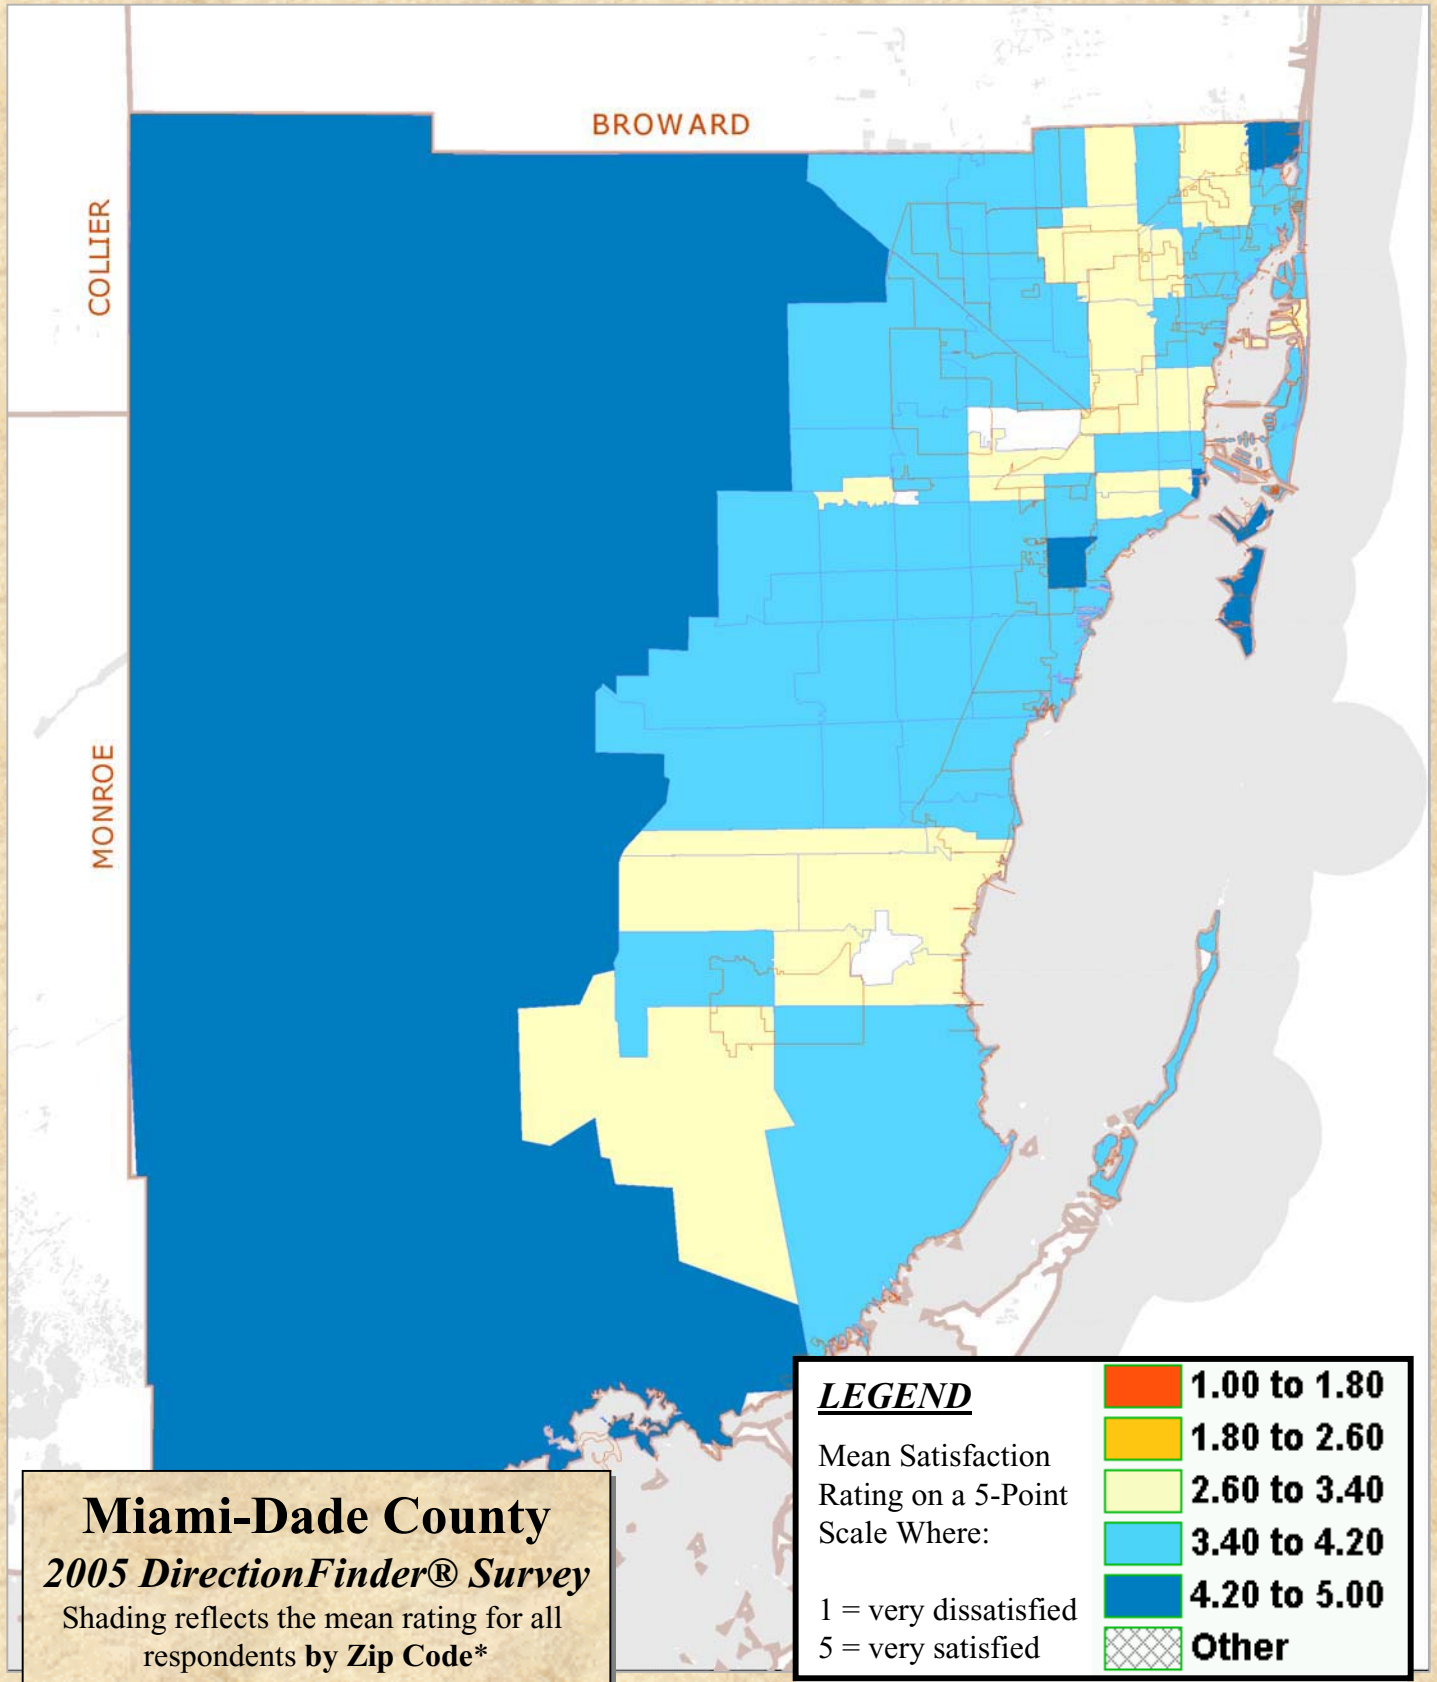 BROWARD
COLLIER
MONROE
LEGEND
Mean Satisfaction
Rating on a 5-Point
Scale Where:
1 = very dissatisfied
5 = very satisfied
1.00 to 1.80
1.80 to 2.60
2.60 to 3.40
3.40 to 4.20
4.20 to 5.00
Other
Miami-Dade County
2005 DirectionFinder® Survey
Shading reflects the mean rating for all
respondents by Zip Code*